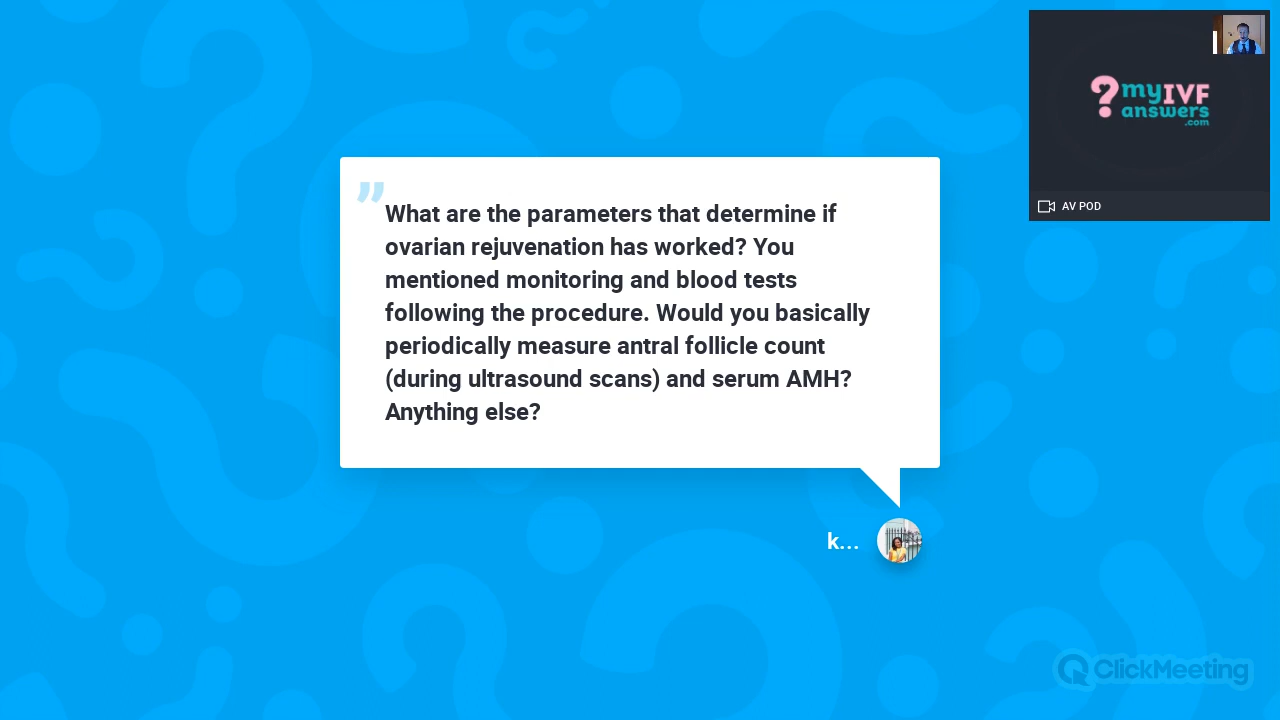 ?myIVF
answers
.com
AV POD
"
What are the parameters that determine if
ovarian rejuvenation has worked? You
mentioned monitoring and blood tests
following the procedure. Would you basically
periodically measure antral follicle count
(during ultrasound scans) and serum AMH?
Anything else?
k...
ClickMeeting